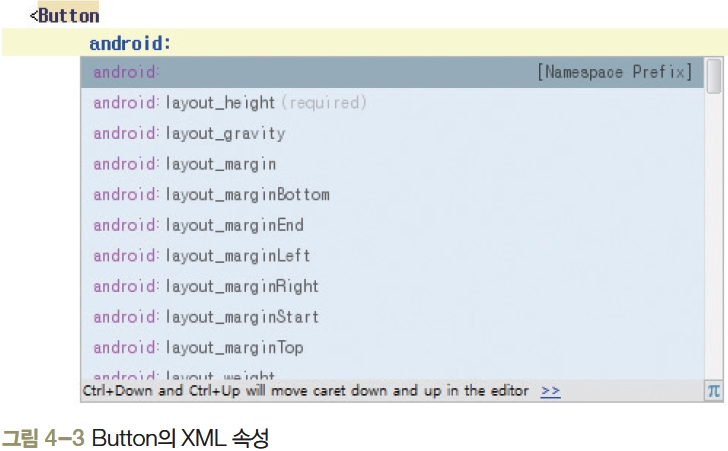 <Button
android:
android: [Namespace Prefix]
android:layout_height (required)
android:layout_gravity
android:layout_margin
android:layout_marginBottom
android:layout_marginEnd
android:layout_marginLeft
android:layout_marginRight
android:layout_marginStart
android:layout_marginTop
android:layout_weight
Ctrl+Down and Ctrl+Up will move caret down and up in the editor >> π
그림 4-3 Button의 XML 속성